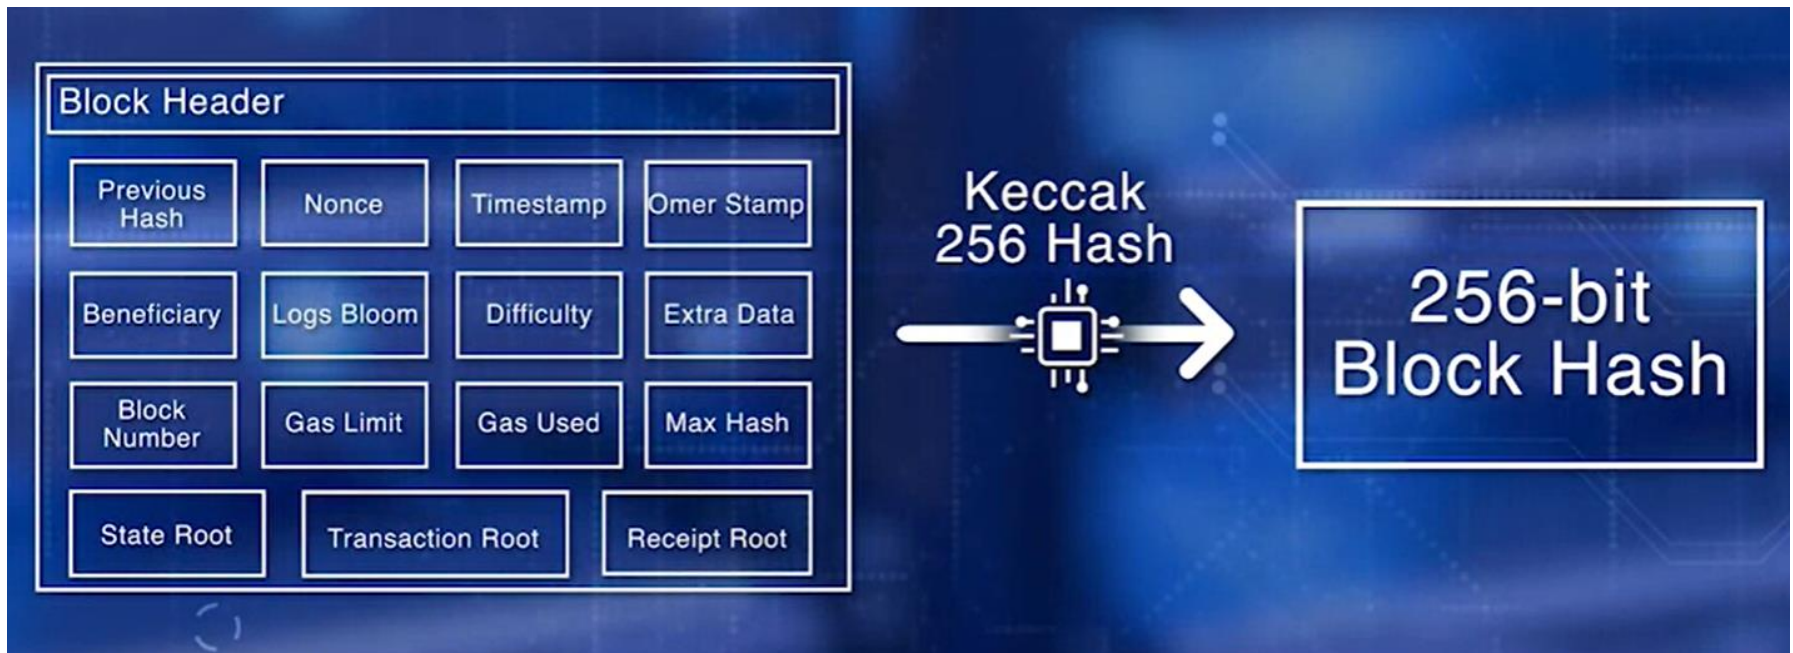 Block Header
Previous
Hash
Nonce
Timestamp
Omer Stamp
Beneficiary
Logs Bloom
Difficulty
Extra Data
Block
Number
Gas Limit
Gas Used
Max Hash
State Root
Transaction Root
Receipt Root
Keccak
256 Hash
256-bit
Block Hash